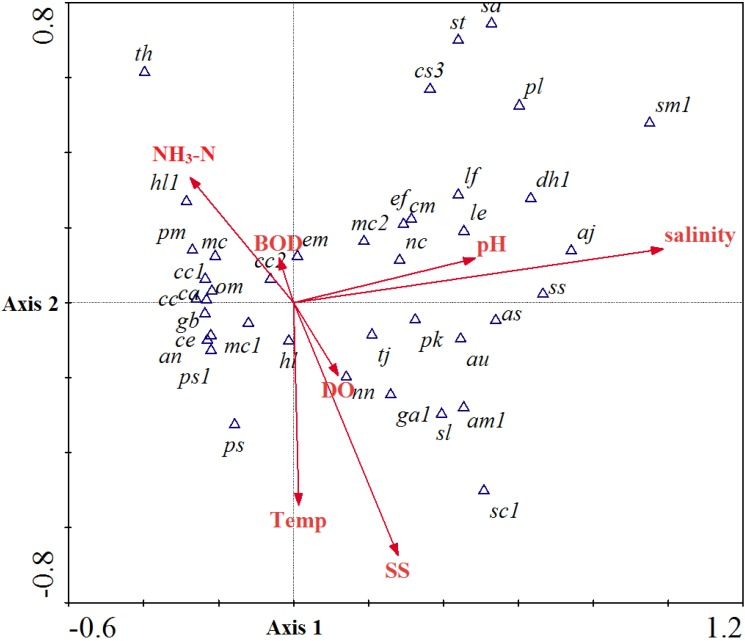 0.8
sa
st
th
cs3
pl
sm1
NH₃-N
hl1
lf
dh1
ef
cm
le
mc2
pm
mc
BOD
em
nc
pH
aj
salinity
cc2
cc1
om
cc
ca
ss
Axis 2
gb
as
ce
mc1
hl
tj
pk
au
an
ps1
DO
nn
ga1
sl
am1
ps
sc1
Temp
SS
-0.8
-0.6
Axis 1
1.2